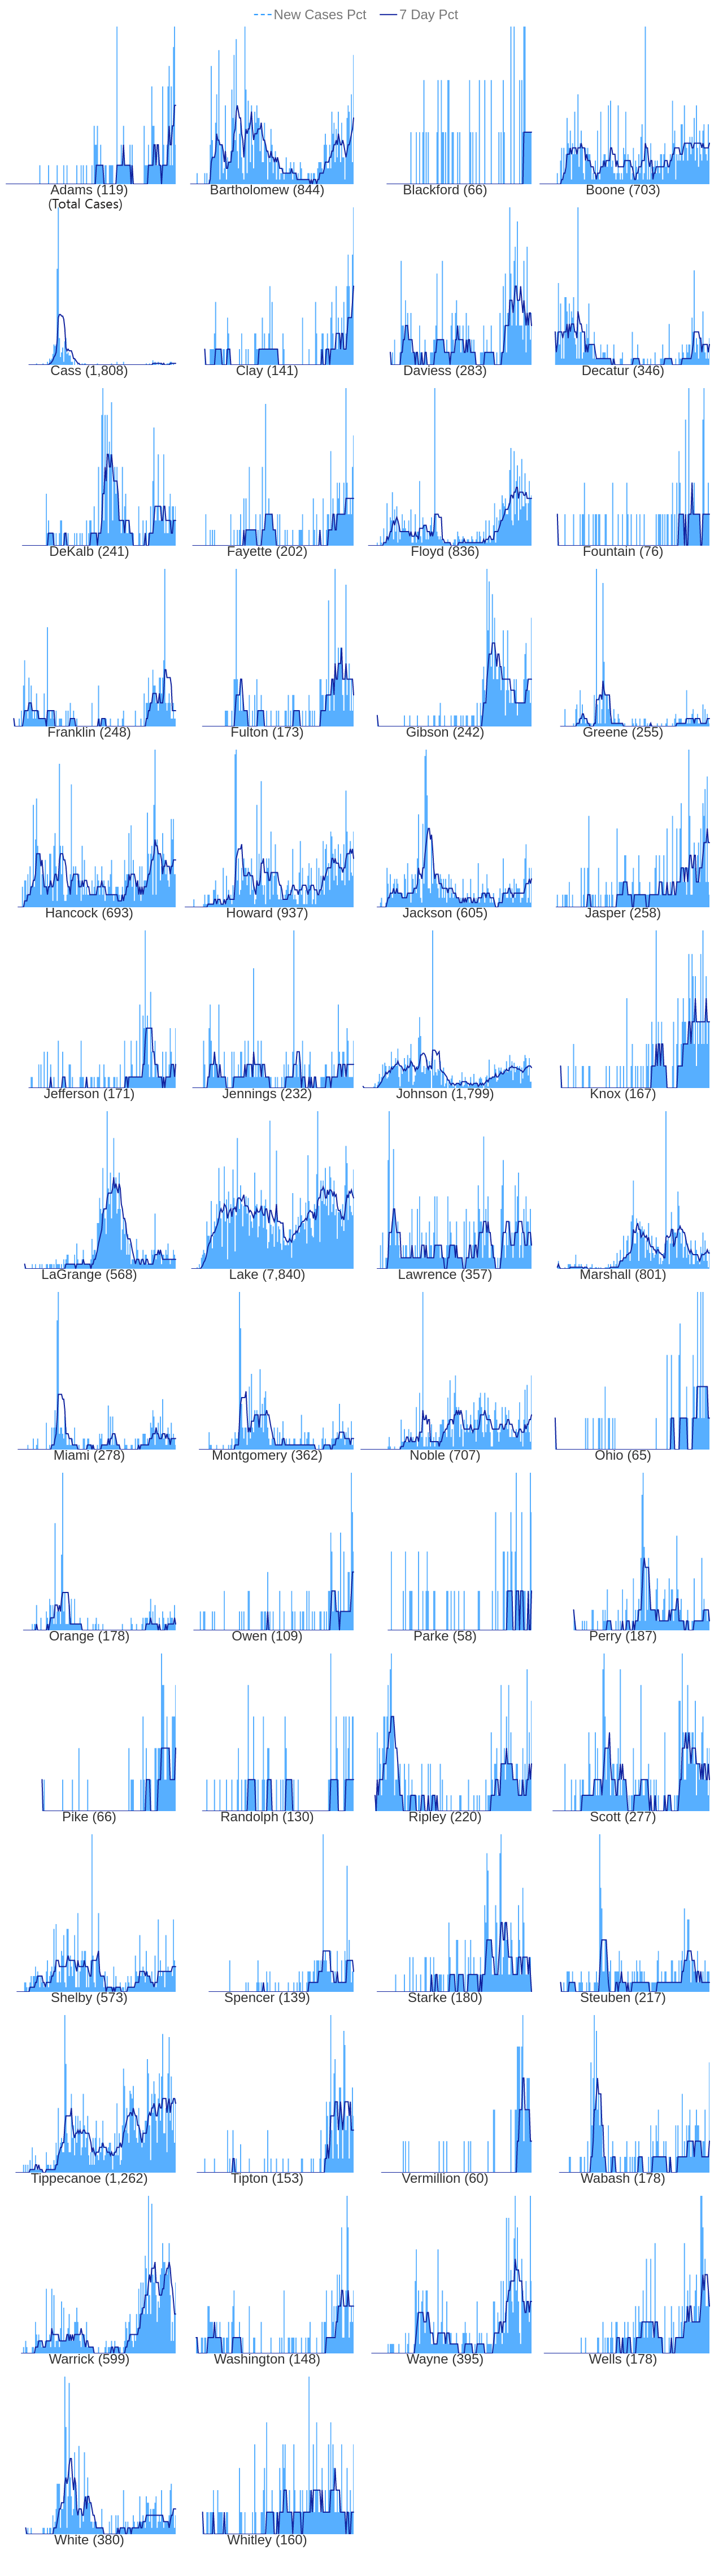 New Cases Pct 7 Day Pct
Adams (119) Bartholomew (844) Blackford (66) Boone (703)
(Total Cases)
Cass (1,808) Clay (141) Daviess (283) Decatur (346)
DeKalb (241) Fayette (202) Floyd (836) Fountain (76)
Franklin (248) Fulton (173) Gibson (242) Greene (255)
Hancock (693) Howard (937) Jackson (605) Jasper (258)
Jefferson (171) Jennings (232) Johnson (1,799) Knox (167)
LaGrange (568) Lake (7,840) Lawrence (357) Marshall (801)
Miami (278) Montgomery (362) Noble (707) Ohio (65)
Orange (178) Owen (109) Parke (58) Perry (187)
Pike (66) Randolph (130) Ripley (220) Scott (277)
Shelby (573) Spencer (139) Starke (180) Steuben (217)
Tippecanoe (1,262) Tipton (153) Vermillion (60) Wabash (178)
Warrick (599) Washington (148) Wayne (395) Wells (178)
White (380) Whitley (160)